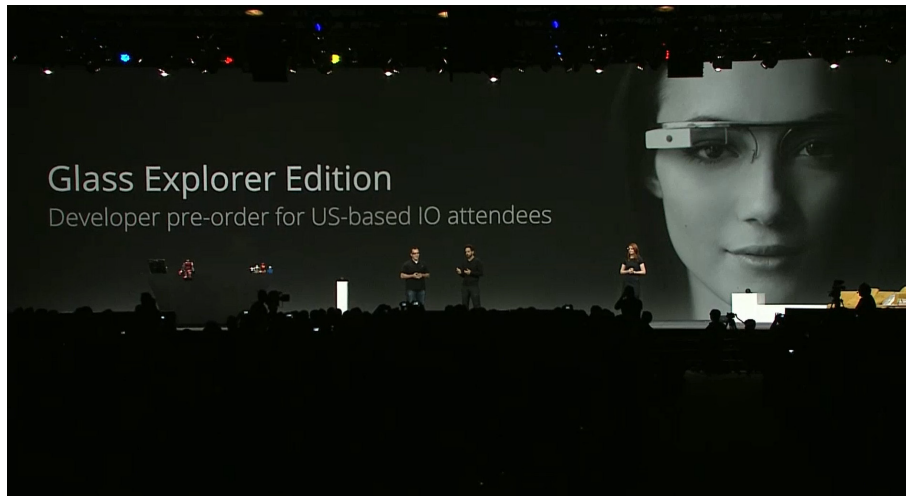 Glass Explorer Edition
Developer pre-order for US-based IO attendees